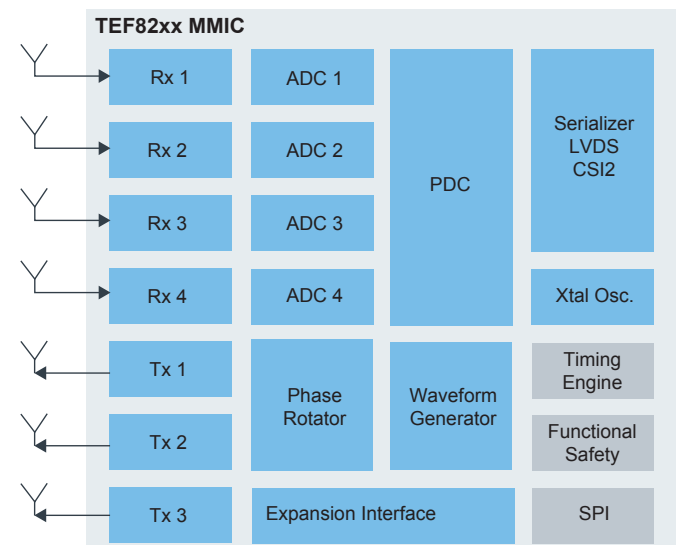 TEF82xx MMIC
Rx 1
ADC 1
Rx 2
ADC 2
Rx 3
ADC 3
Rx 4
ADC 4
PDC
Serializer
LVDS
CSI2
Xtal Osc.
Tx 1
Tx 2
Tx 3
Phase
Rotator
Waveform
Generator
Timing
Engine
Functional
Safety
Expansion Interface
SPI